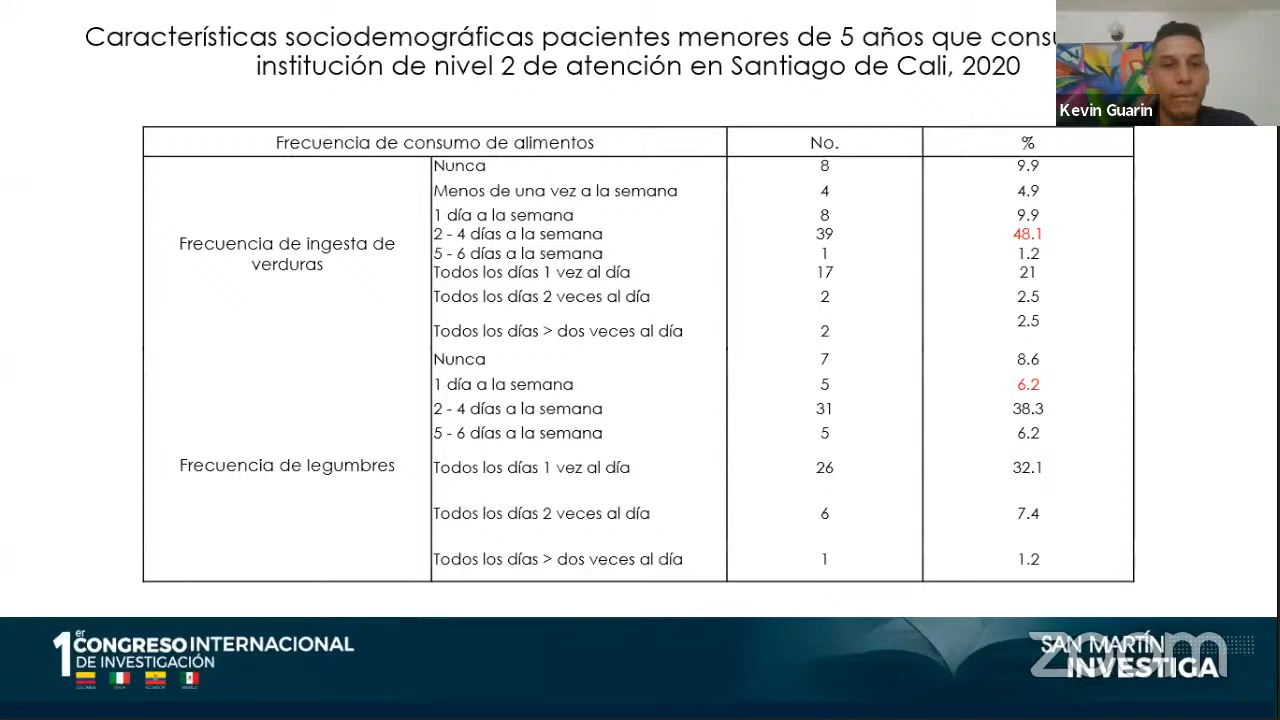 Características sociodemográficas pacientes menores de 5 años que
institución de nivel 2 de atención en Santiago de Cali, 2020
Kevin Guarin
Frecuencia de consumo de alimentos No. %
Frecuencia de ingesta de
verduras
Nunca 8 9.9
Menos de una vez a la semana 4 4.9
1 día a la semana 8 9.9
2 - 4 días a la semana 39 48.1
5 - 6 días a la semana 1 1.2
Todos los días 1 vez al día 17 21
Todos los días 2 veces al día 2 2.5
Todos los días > dos veces al día 2 2.5
Frecuencia de legumbres
Nunca 7 8.6
1 día a la semana 5 6.2
2 - 4 días a la semana 31 38.3
5 - 6 días a la semana 5 6.2
Todos los días 1 vez al día 26 32.1
Todos los días 2 veces al día 6 7.4
Todos los días > dos veces al día 1 1.2
1er CONGRESO INTERNACIONAL
DE INVESTIGACIÓN
SAN MARTÍN
INVESTIGA
zoom